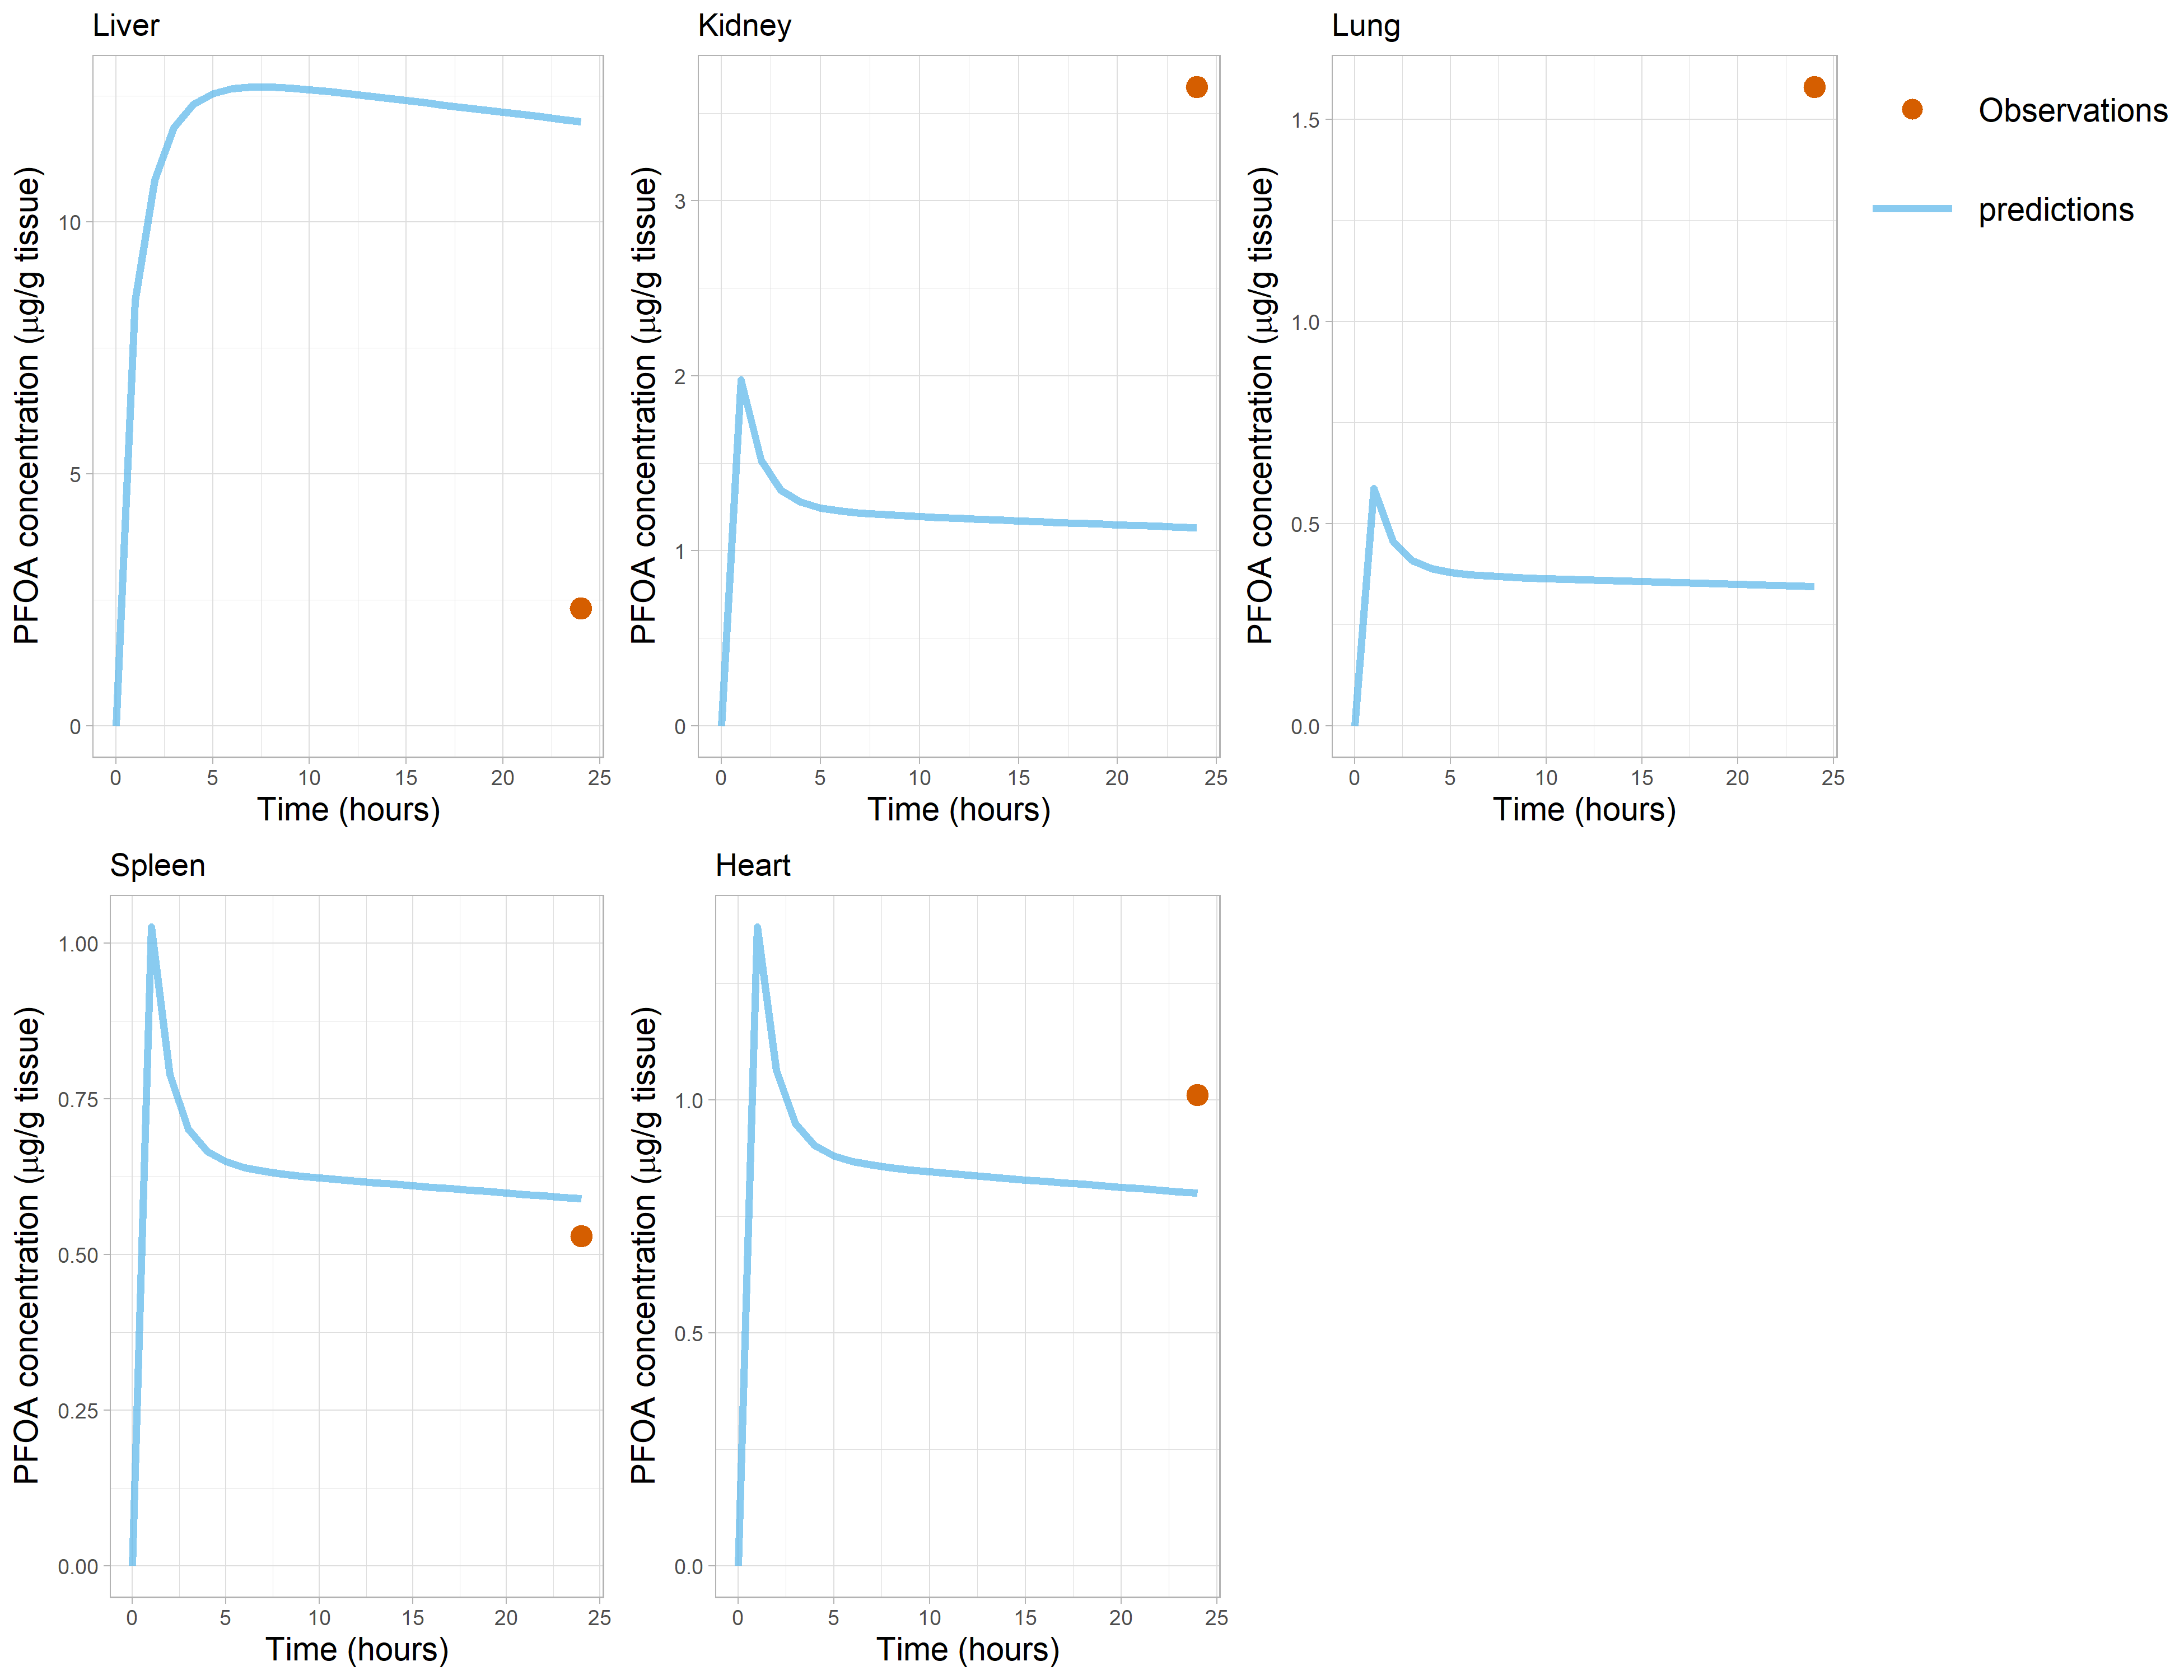 Liver
PFOA concentration (μg/g tissue)
10
5
0
0 5 10 15 20 25
Time (hours)
Kidney
PFOA concentration (μg/g tissue)
3
2
1
0
0 5 10 15 20 25
Time (hours)
Lung
PFOA concentration (μg/g tissue)
1.5
1.0
0.5
0.0
0 5 10 15 20 25
Time (hours)
Observations
predictions
Spleen
PFOA concentration (μg/g tissue)
1.00
0.75
0.50
0.25
0.00
0 5 10 15 20 25
Time (hours)
Heart
PFOA concentration (μg/g tissue)
1.0
0.5
0.0
0 5 10 15 20 25
Time (hours)